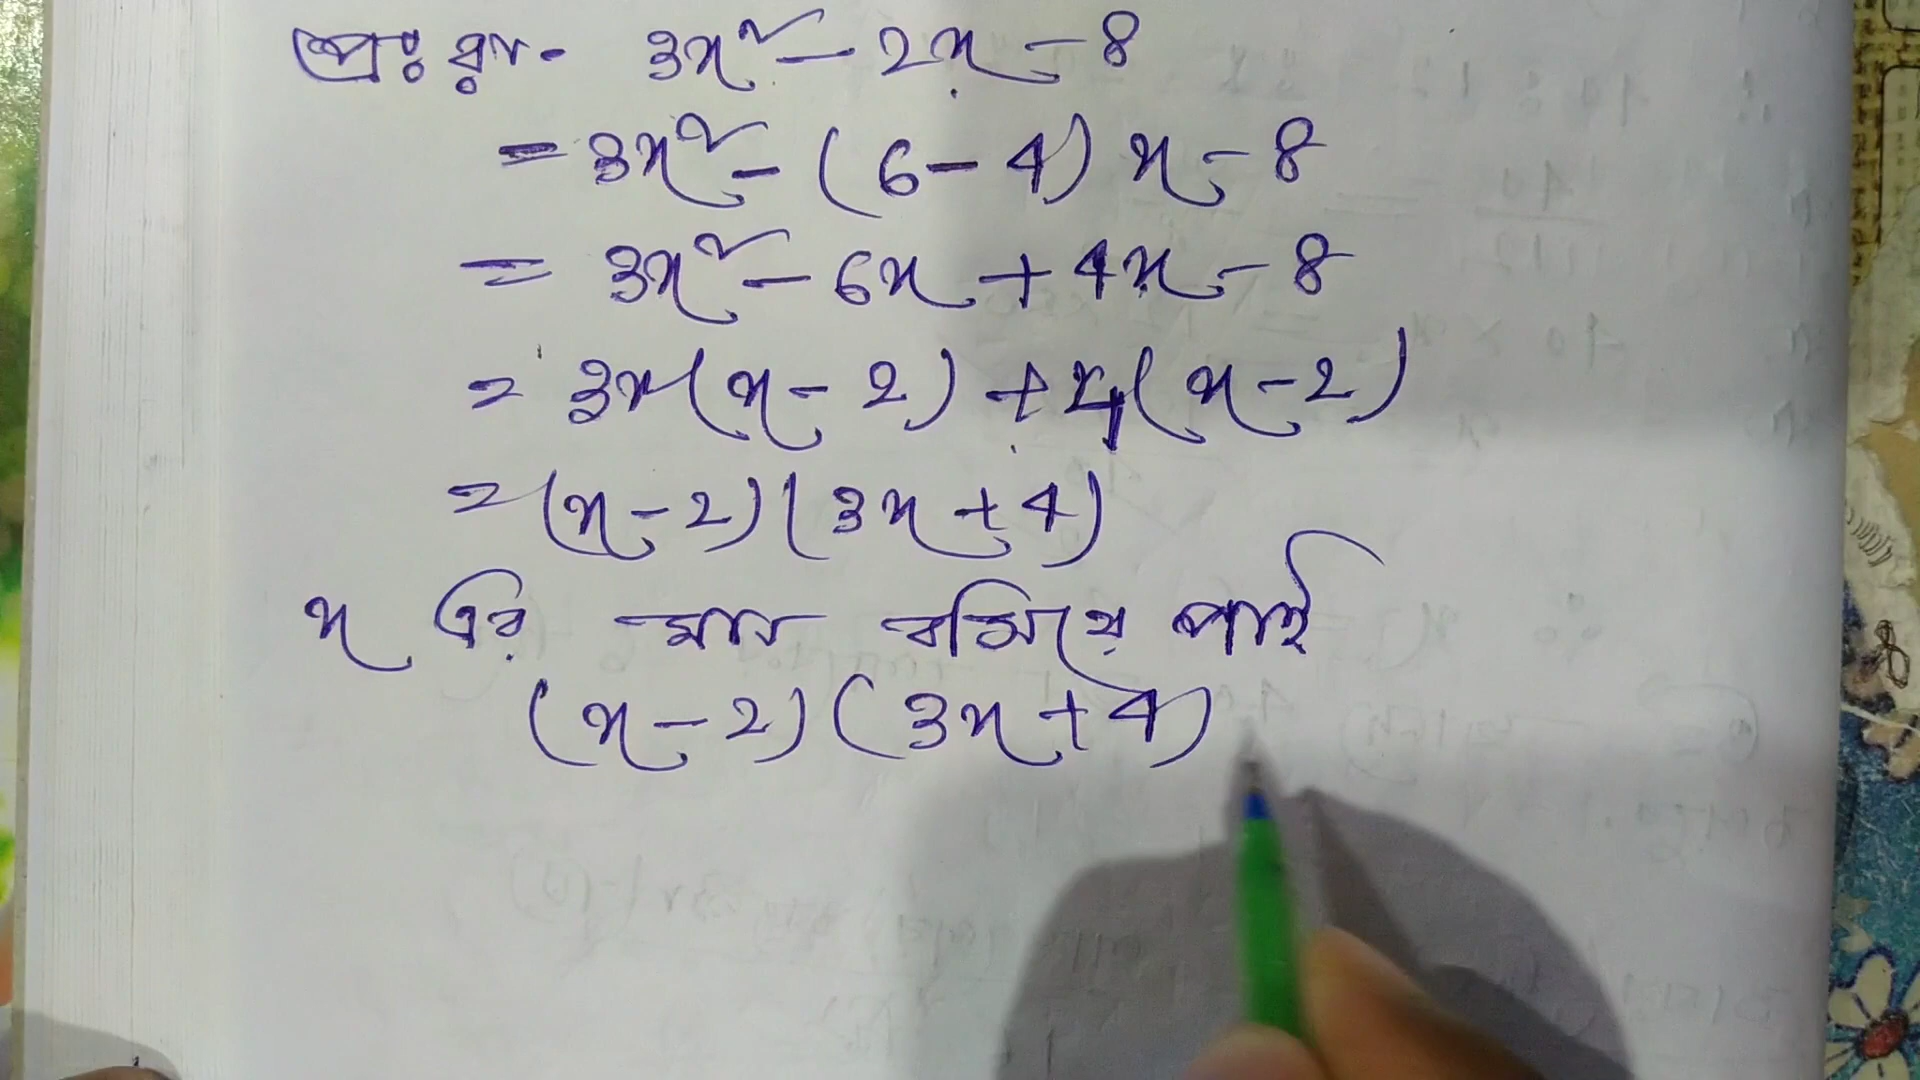 প্রঃ রা- 3x² - 2x - 8
= 3x² - (6 - 4) x - 8
= 3x² - 6x + 4x - 8
= 3x(x - 2) + 4(x - 2)
= (x - 2)(3x + 4)
x এর মান বসিয়ে পাই
(x - 2)(3x + 4)